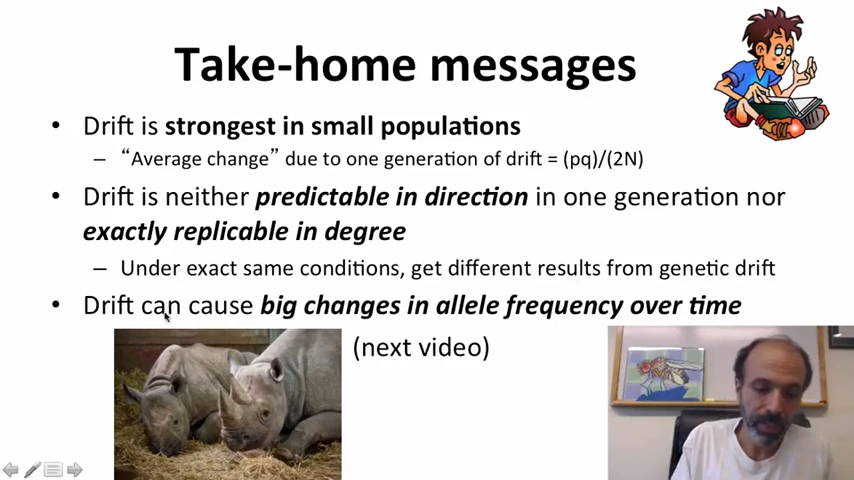 Take-home messages
• Drift is strongest in small populations
– “Average change” due to one generation of drift = (pq)/(2N)
• Drift is neither predictable in direction in one generation nor
exactly replicable in degree
– Under exact same conditions, get different results from genetic drift
• Drift can cause big changes in allele frequency over time
(next video)